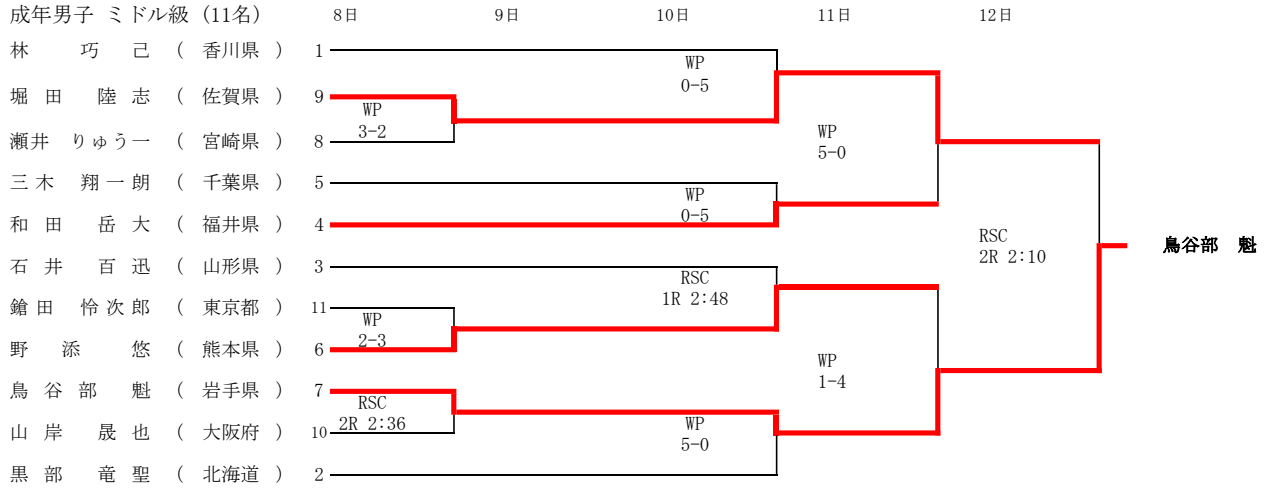 成年男子 ミドル級 (11名) 8日 9日 10日 11日 12日
林 巧 己 ( 香川県 ) 1
WP
0-5
堀 田 陸 志 ( 佐賀県 ) 9
WP
3-2
瀬井 りゅう一 ( 宮崎県 ) 8
WP
5-0
三 木 翔 一 朗 ( 千葉県 ) 5
WP
0-5
和 田 岳 大 ( 福井県 ) 4
RSC
2R 2:10
鳥谷部 魁
石 井 百 迅 ( 山形県 ) 3
RSC
1R 2:48
鎗 田 怜 次 郎 ( 東京都 ) 11
WP
2-3
野 添 悠 ( 熊本県 ) 6
WP
1-4
鳥 谷 部 魁 ( 岩手県 ) 7
RSC
2R 2:36
山 岸 晟 也 ( 大阪府 ) 10
WP
5-0
黒 部 竜 聖 ( 北海道 ) 2